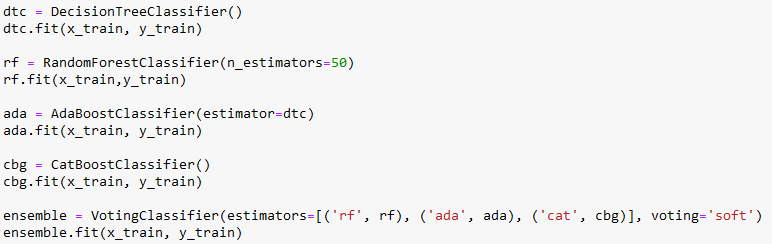 dtc = DecisionTreeClassifier()
dtc.fit(x_train, y_train)
rf = RandomForestClassifier(n_estimators=50)
rf.fit(x_train,y_train)
ada = AdaBoostClassifier(estimator=dtc)
ada.fit(x_train, y_train)
cbg = CatBoostClassifier()
cbg.fit(x_train, y_train)
ensemble = VotingClassifier(estimators=[('rf', rf), ('ada', ada), ('cat', cbg)], voting='soft')
ensemble.fit(x_train, y_train)